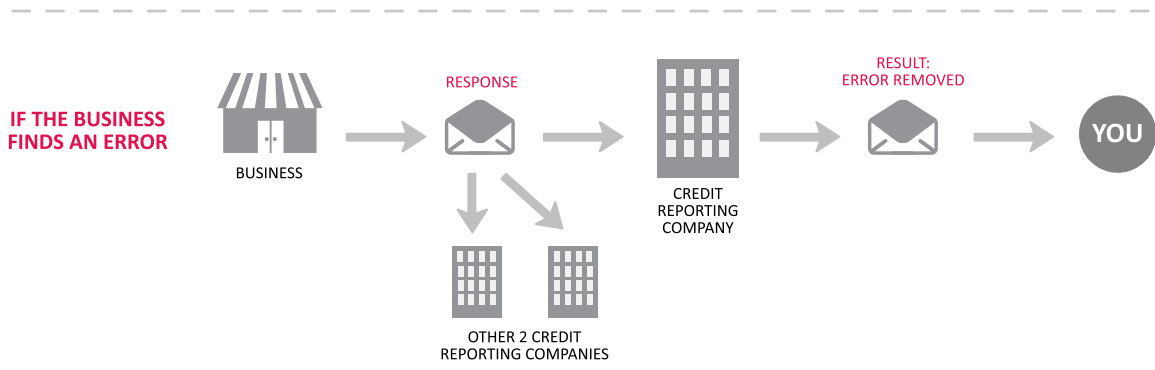 IF THE BUSINESS
FINDS AN ERROR
BUSINESS
RESPONSE
OTHER 2 CREDIT
REPORTING COMPANIES
CREDIT
REPORTING
COMPANY
RESULT:
ERROR REMOVED
YOU